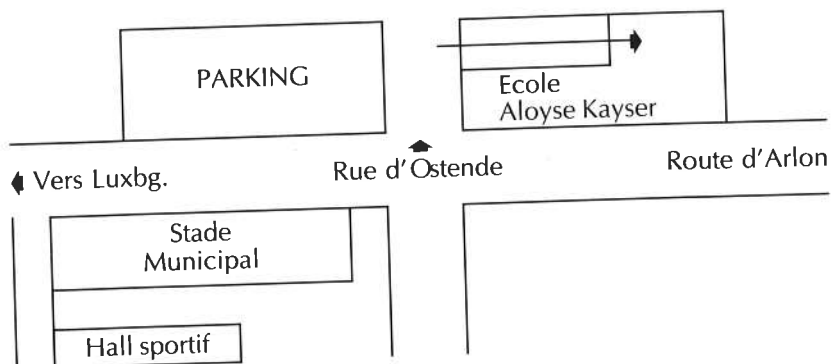 PARKING
Ecole
Aloyse Kayser
Vers Luxbg.
Rue d'Ostende
Route d'Arlon
Stade
Municipal
Hall sportif